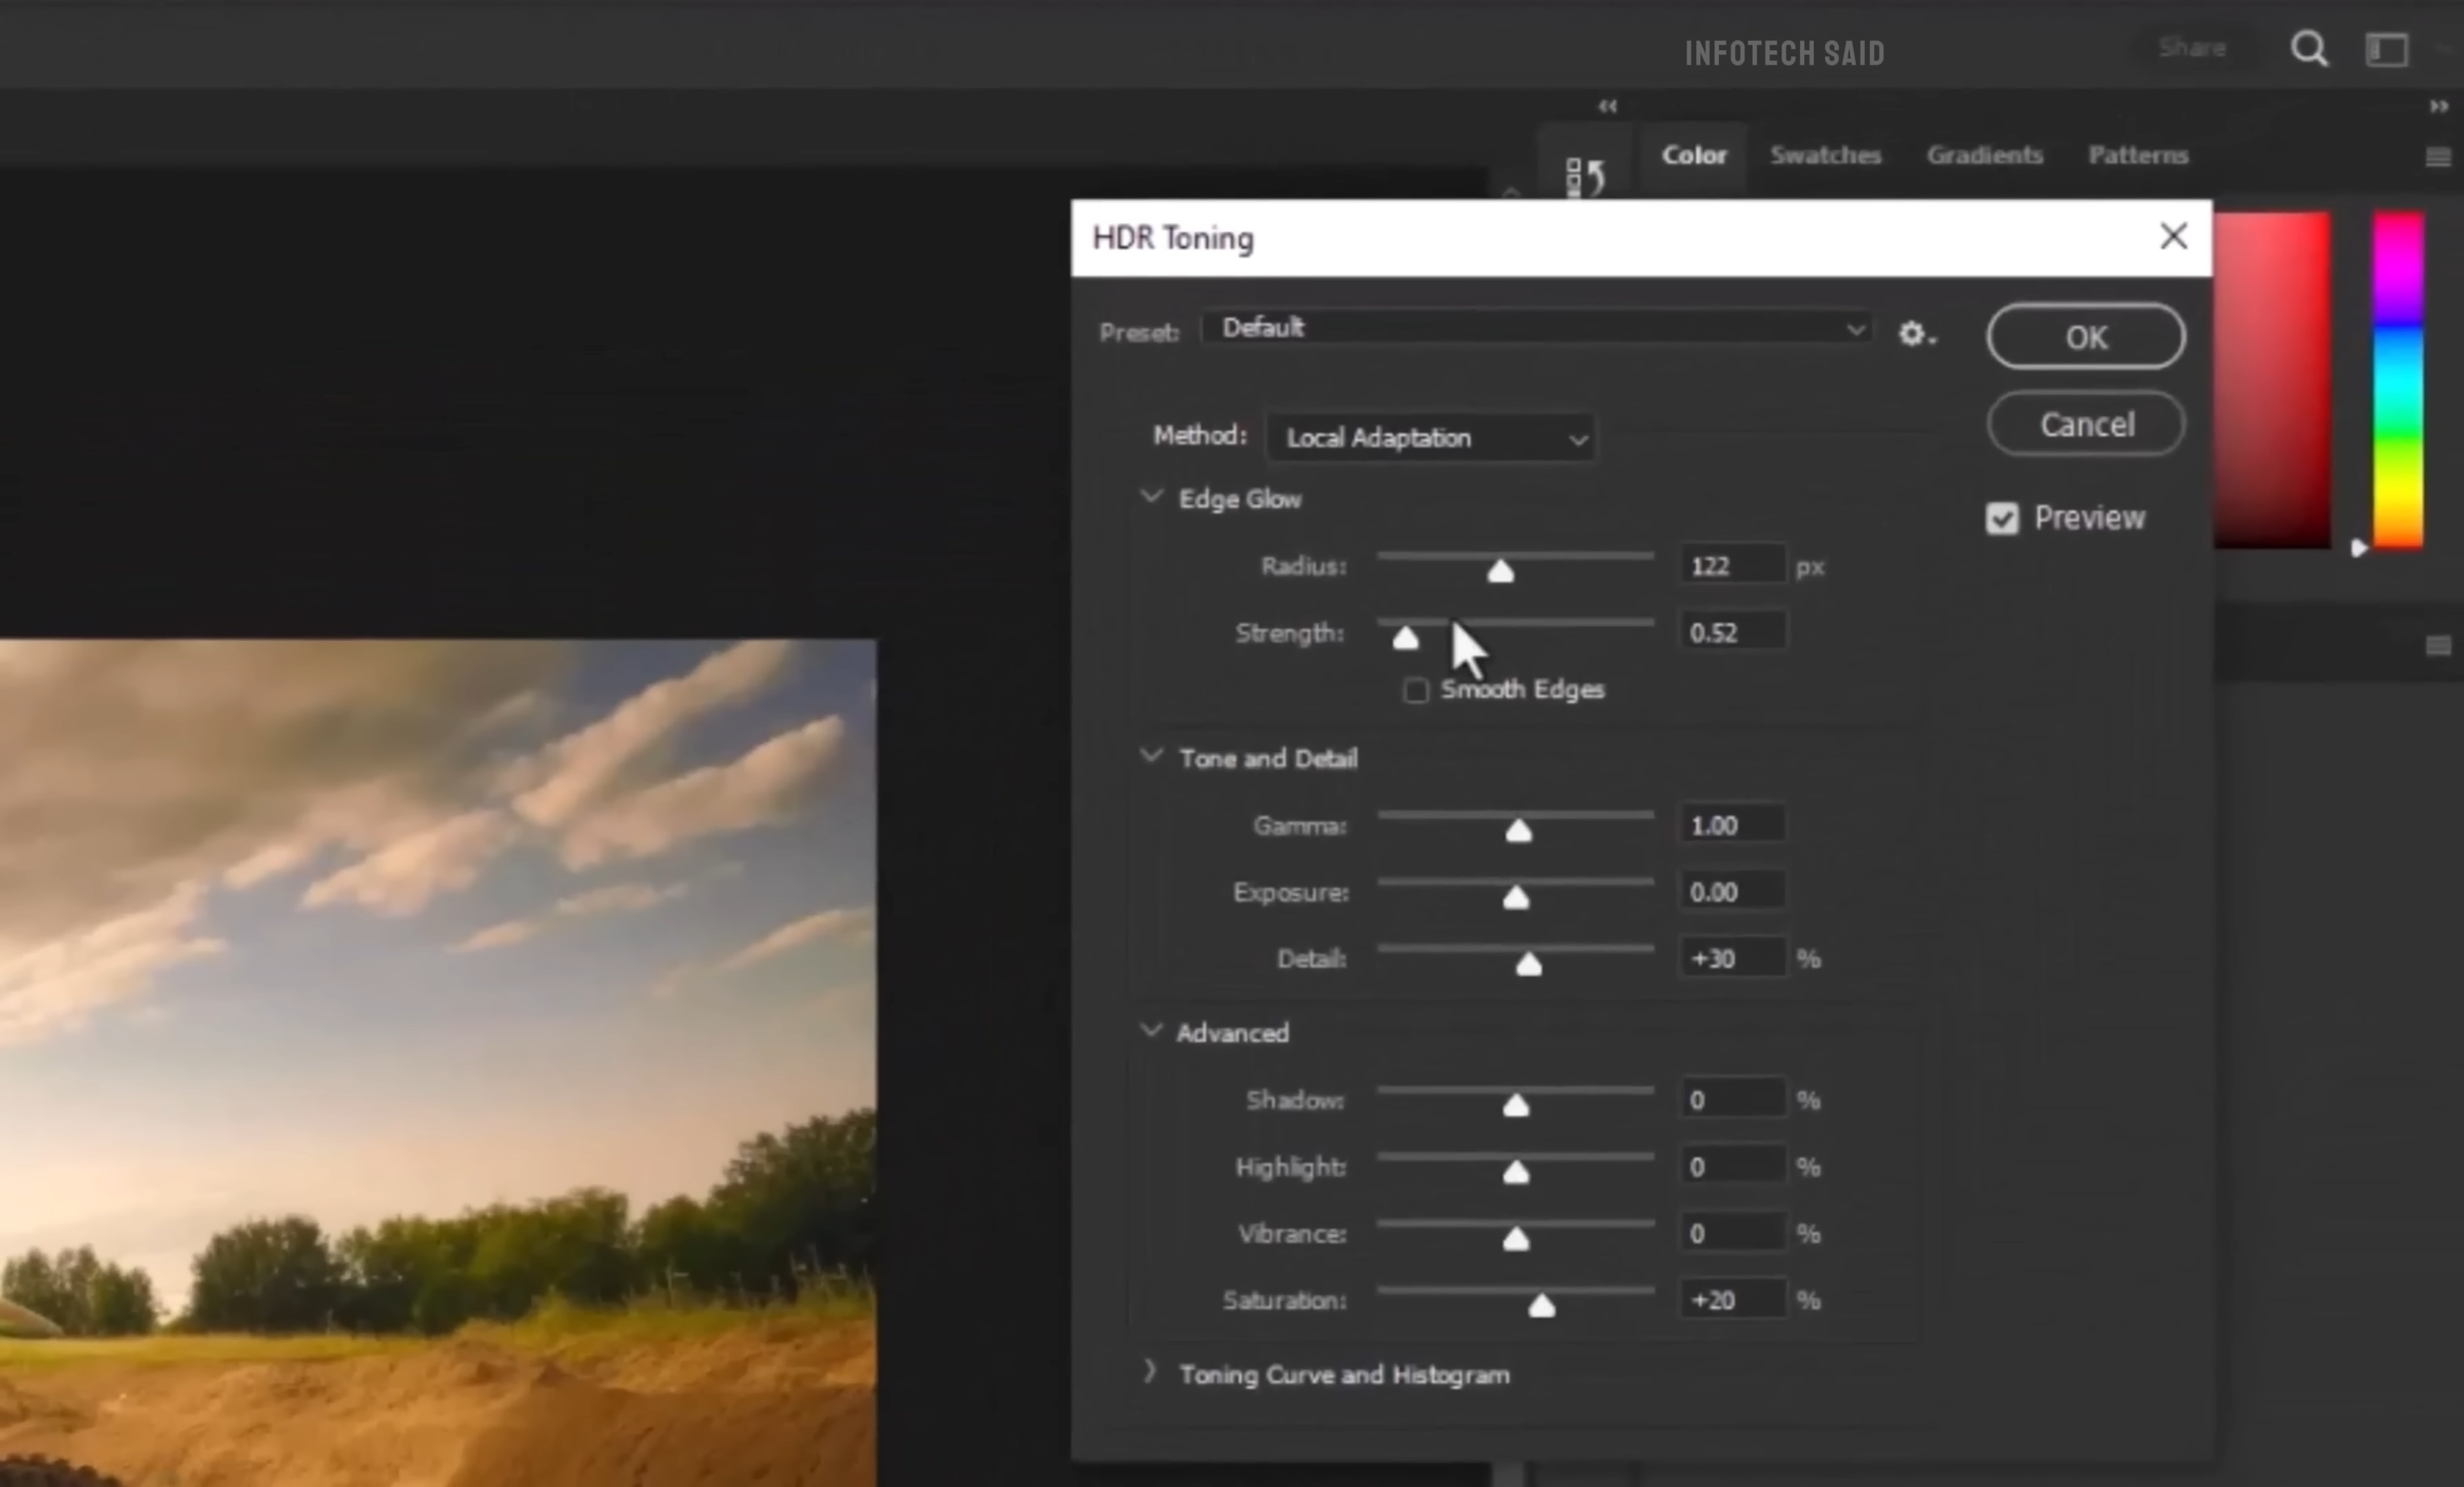 INFOTECH SAID
Share
Color Swatches Gradients Patterns
HDR Toning
Preset: Default
OK
Cancel
Method: Local Adaptation
Preview
Edge Glow
Radius: 122 px
Strength: 0.52
Smooth Edges
Tone and Detail
Gamma: 1.00
Exposure: 0.00
Detail: +30 %
Advanced
Shadow: 0 %
Highlight: 0 %
Vibrance: 0 %
Saturation: +20 %
Toning Curve and Histogram